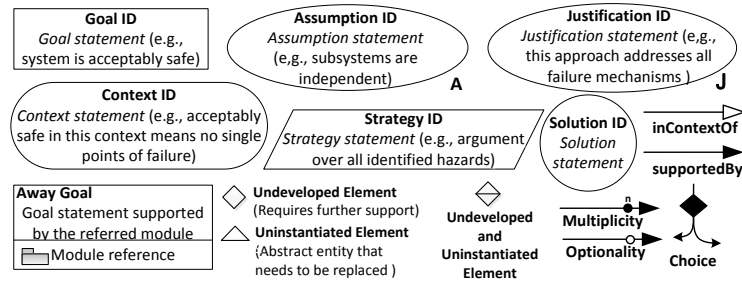 Goal ID
Goal statement (e.g.,
system is acceptably safe)
Assumption ID
Assumption statement
(e,g., subsystems are
independent)
A
Justification ID
Justification statement (e,g.,
this approach addresses all
failure mechanisms )
J
Context ID
Context statement (e.g., acceptably
safe in this context means no single
points of failure)
Strategy ID
Strategy statement (e.g., argument
over all identified hazards)
Solution ID
Solution
statement
inContextOf
supportedBy
Away Goal
Goal statement supported
by the referred module
Module reference
Undeveloped Element
(Requires further support)
Uninstantiated Element
(Abstract entity that
needs to be replaced )
Undeveloped
and
Uninstantiated
Element
n
Multiplicity
Optionality
Choice